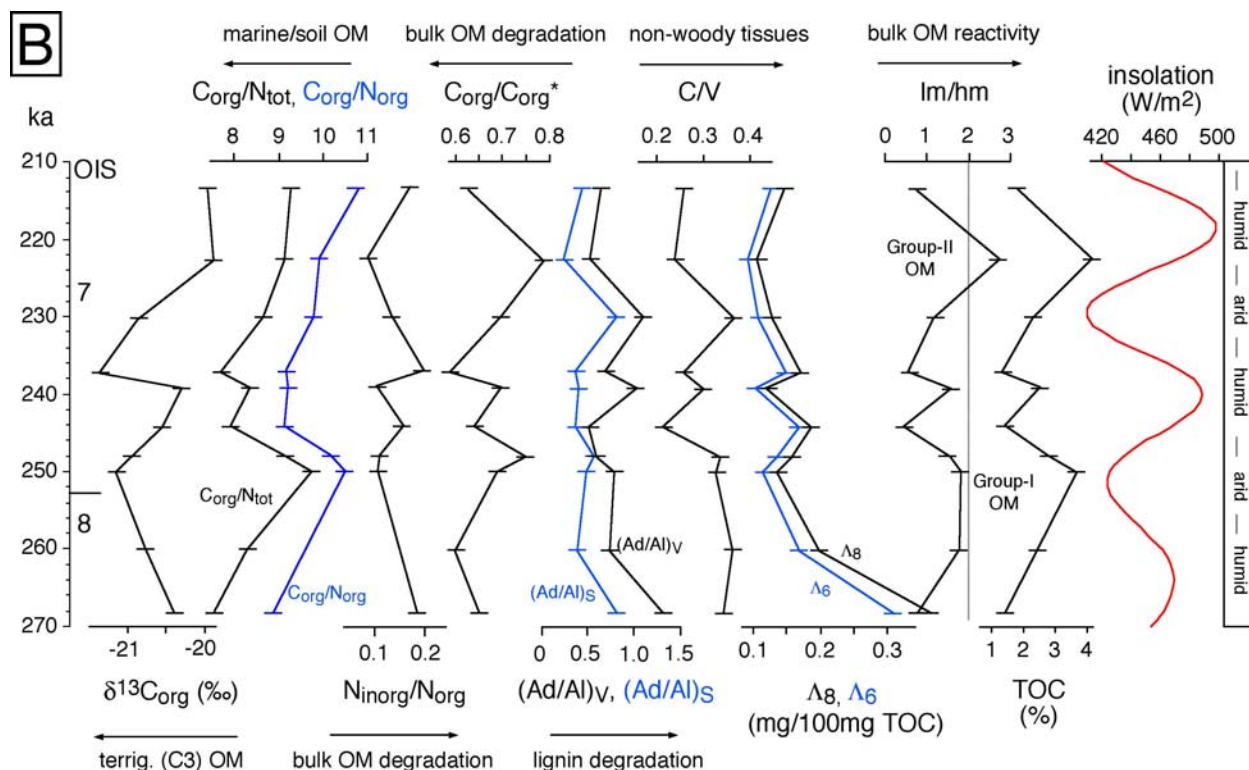 B
marine/soil OM
bulk OM degradation
non-woody tissues
bulk OM reactivity
Corg/Ntot, Corg/Norg
Corg/Corg*
C/V
lm/hm
insolation
(W/m2)
ka
8 9 10 11
0.6 0.7 0.8
0.2 0.3 0.4
0 1 2 3
420 460 500
210
220
230
240
250
260
270
OIS
7
8
Group-II
OM
Group-I
OM
Corg/Ntot
Corg/Norg
(Ad/Al)V
(Ad/Al)S
Λ8
Λ6
humid
arid
humid
arid
humid
-21 -20
0.1 0.2
0 0.5 1.0 1.5
0.1 0.2 0.3
1 2 3 4
δ13Corg (‰)
Ninorg/Norg
(Ad/Al)V, (Ad/Al)S
Λ8, Λ6
(mg/100mg TOC)
TOC
(%)
terrig. (C3) OM
bulk OM degradation
lignin degradation